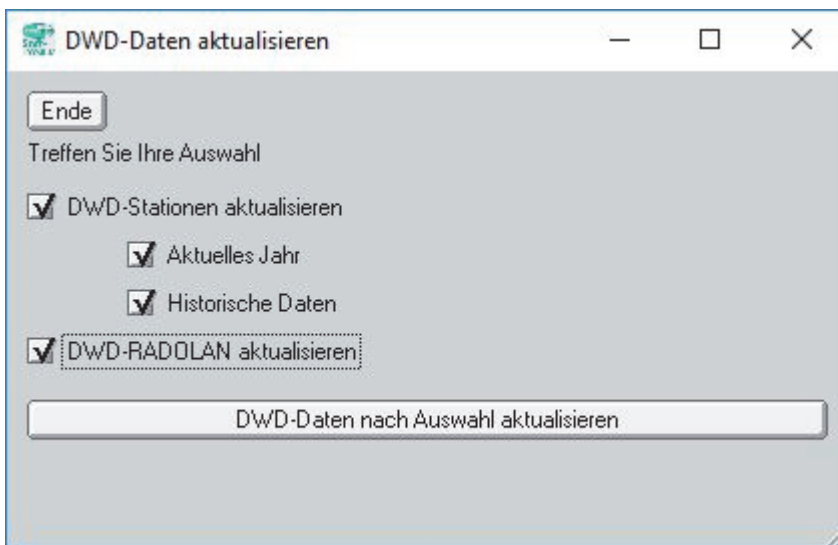 DWD-Daten aktualisieren
Ende
Treffen Sie Ihre Auswahl
DWD-Stationen aktualisieren
Aktuelles Jahr
Historische Daten
DWD-RADOLAN aktualisieren
DWD-Daten nach Auswahl aktualisieren